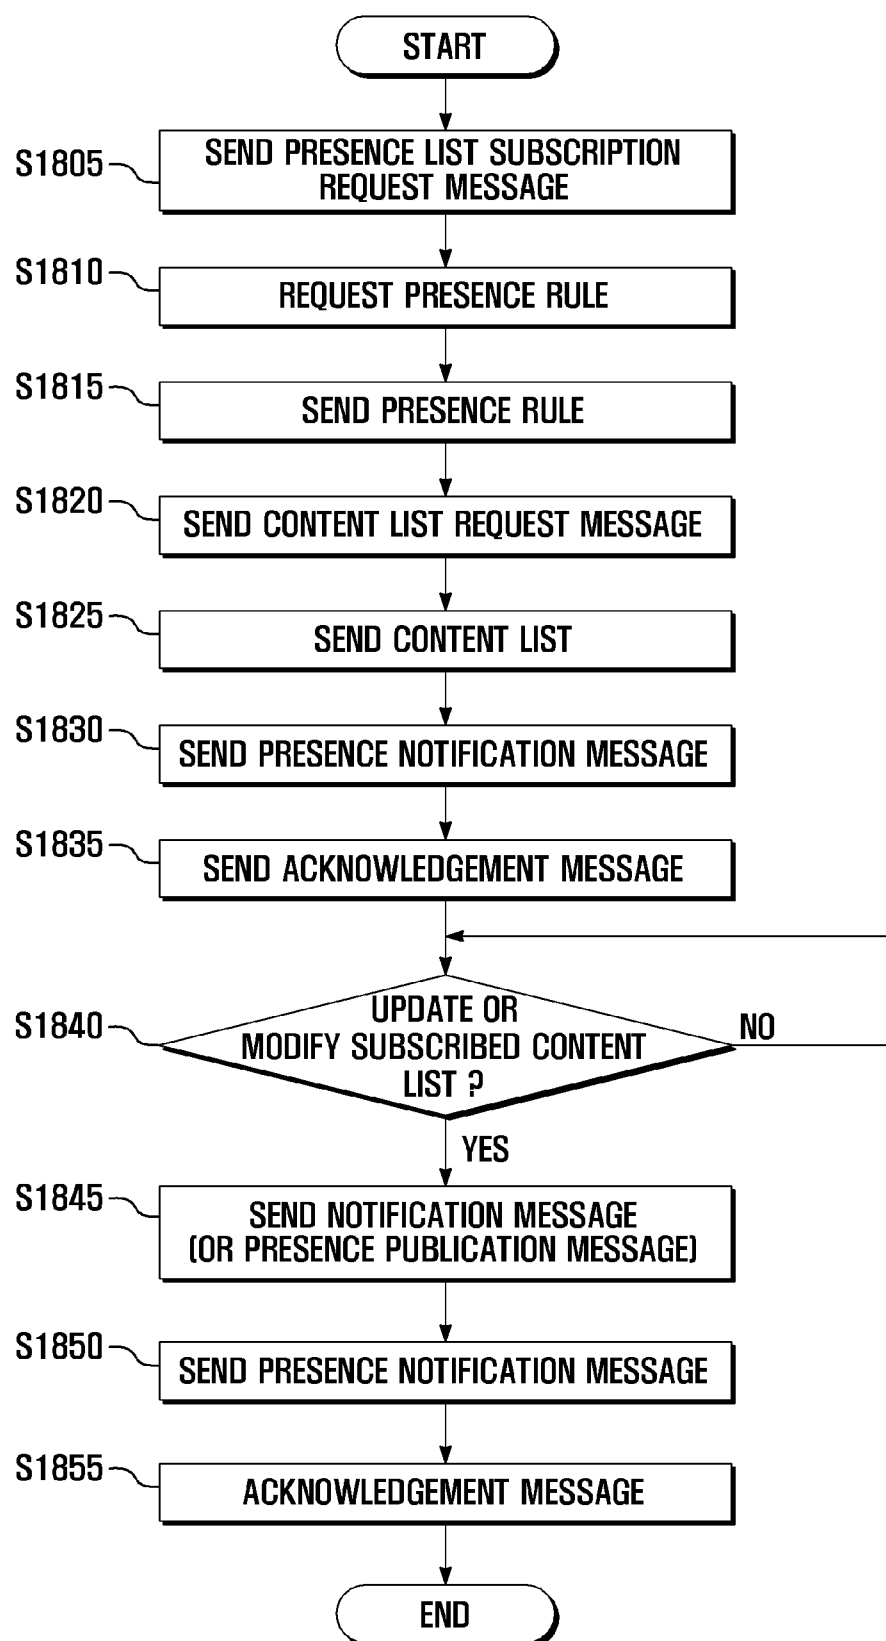 START
S1805
SEND PRESENCE LIST SUBSCRIPTION
REQUEST MESSAGE
S1810
REQUEST PRESENCE RULE
S1815
SEND PRESENCE RULE
S1820
SEND CONTENT LIST REQUEST MESSAGE
S1825
SEND CONTENT LIST
S1830
SEND PRESENCE NOTIFICATION MESSAGE
S1835
SEND ACKNOWLEDGEMENT MESSAGE
S1840
UPDATE OR
MODIFY SUBSCRIBED CONTENT
LIST ?
NO
YES
S1845
SEND NOTIFICATION MESSAGE
(OR PRESENCE PUBLICATION MESSAGE)
S1850
SEND PRESENCE NOTIFICATION MESSAGE
S1855
ACKNOWLEDGEMENT MESSAGE
END